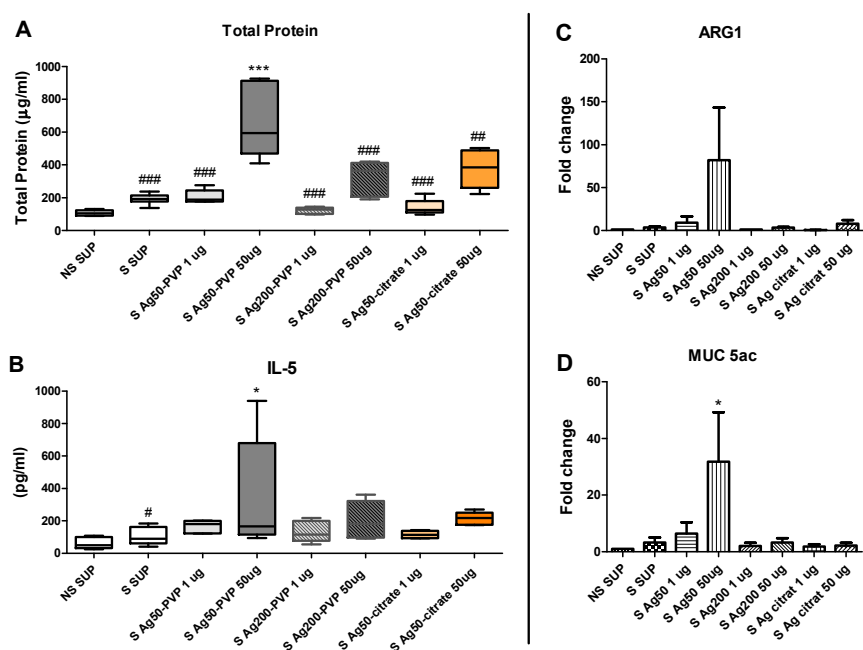 A
Total Protein
Total Protein (µg/ml)
1000
800
600
400
200
0
###
###
***
###
###
###
##
NS SUP
S SUP
S Ag50-PVP 1 ug
S Ag50-PVP 50ug
S Ag200-PVP 1 ug
S Ag200-PVP 50ug
S Ag50-citrate 1 ug
S Ag50-citrate 50ug
B
IL-5
(pg/ml)
1000
800
600
400
200
0
#
*
NS SUP
S SUP
S Ag50-PVP 1 ug
S Ag50-PVP 50ug
S Ag200-PVP 1 ug
S Ag200-PVP 50ug
S Ag50-citrate 1 ug
S Ag50-citrate 50ug
C
ARG1
Fold change
200
150
100
50
0
NS SUP
S SUP
S Ag50 1 ug
S Ag50 50ug
S Ag200 1 ug
S Ag200 50 ug
S Ag citrat 1 ug
S Ag citrat 50 ug
D
MUC 5ac
Fold change
60
40
20
0
*
NS SUP
S SUP
S Ag50 1 ug
S Ag50 50ug
S Ag200 1 ug
S Ag200 50 ug
S Ag citrat 1 ug
S Ag citrat 50 ug